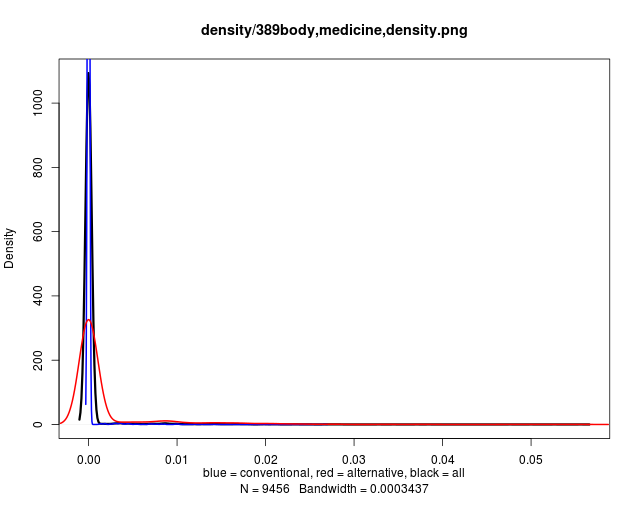 density/389body,medicine,density.png
Density
1000
800
600
400
200
0
0.00 0.01 0.02 0.03 0.04 0.05
blue = conventional, red = alternative, black = all
N = 9456 Bandwidth = 0.0003437